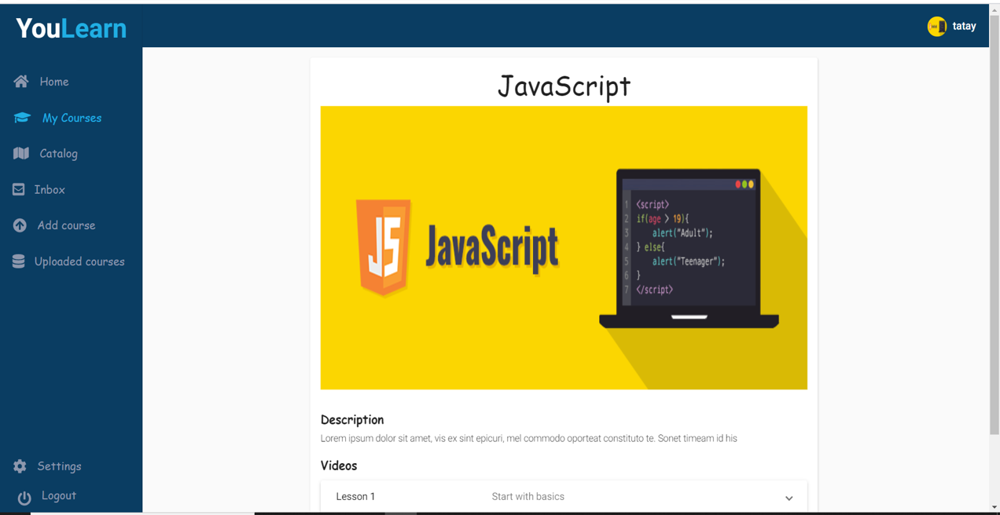 YouLearn
tatay
Home
My Courses
Catalog
Inbox
Add course
Uploaded courses
Settings
Logout
JavaScript
JS
JavaScript
1 <script>
2 if(age > 19){
3 alert("Adult");
4 } else{
5 alert("Teenager");
6 }
7 </script>
Description
Lorem ipsum dolor sit amet, vis ex sint epicuri, mel commodo oporteat constituto te. Sonet timeam id his
Videos
Lesson 1 Start with basics